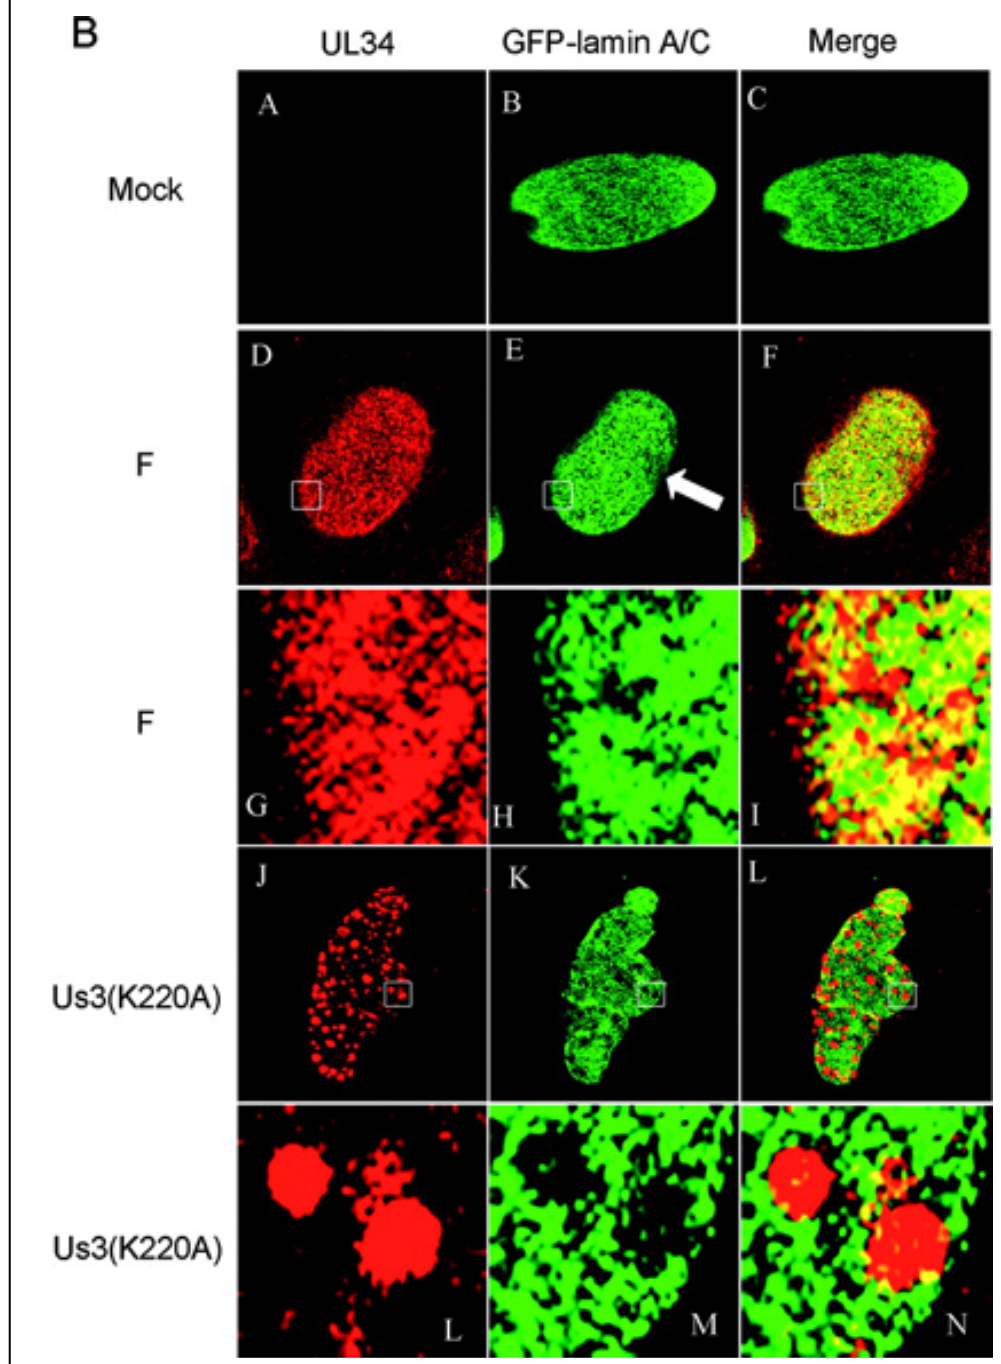 B
UL34 GFP-lamin A/C Merge
A B C
Mock
D E F
F
F
G H I
J K L
Us3(K220A)
Us3(K220A)
L M N